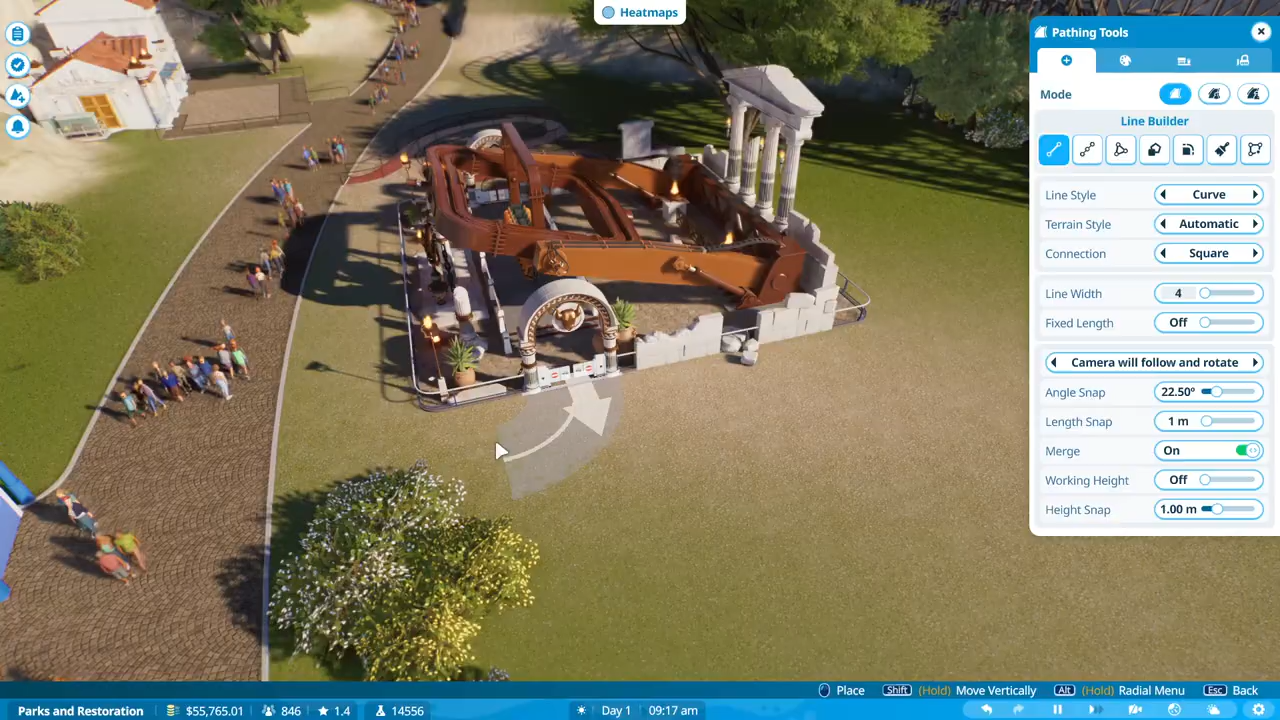 Heatmaps
Pathing Tools
Mode
Line Builder
Line Style Curve
Terrain Style Automatic
Connection Square
Line Width 4
Fixed Length Off
Camera will follow and rotate
Angle Snap 22.50°
Length Snap 1 m
Merge On
Working Height Off
Height Snap 1.00 m
Place Shift (Hold) Move Vertically Alt (Hold) Radial Menu Esc Back
Parks and Restoration $55,765.01 846 1.4 14556 Day 1 09:17 am